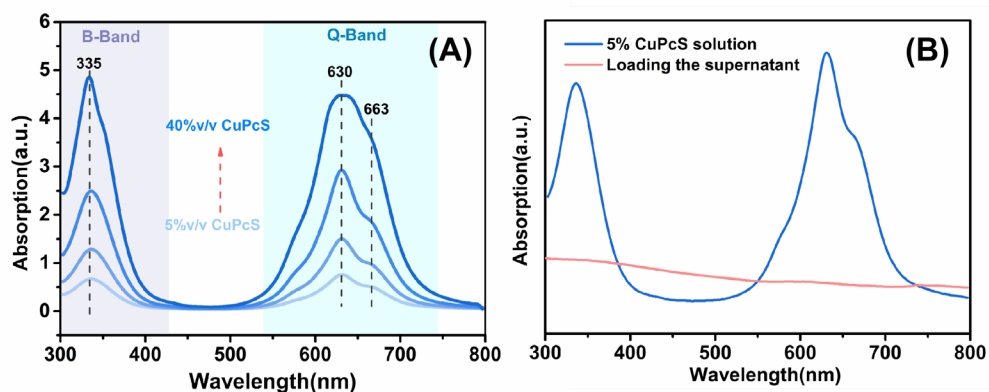 B-Band
Q-Band
(A)
335
630
663
40%v/v CuPcS
5%v/v CuPcS
Absorption(a.u.)
6
5
4
3
2
1
0
300 400 500 600 700 800
Wavelength(nm)
5% CuPcS solution
Loading the supernatant
(B)
Absorption(a.u.)
300 400 500 600 700 800
Wavelength(nm)